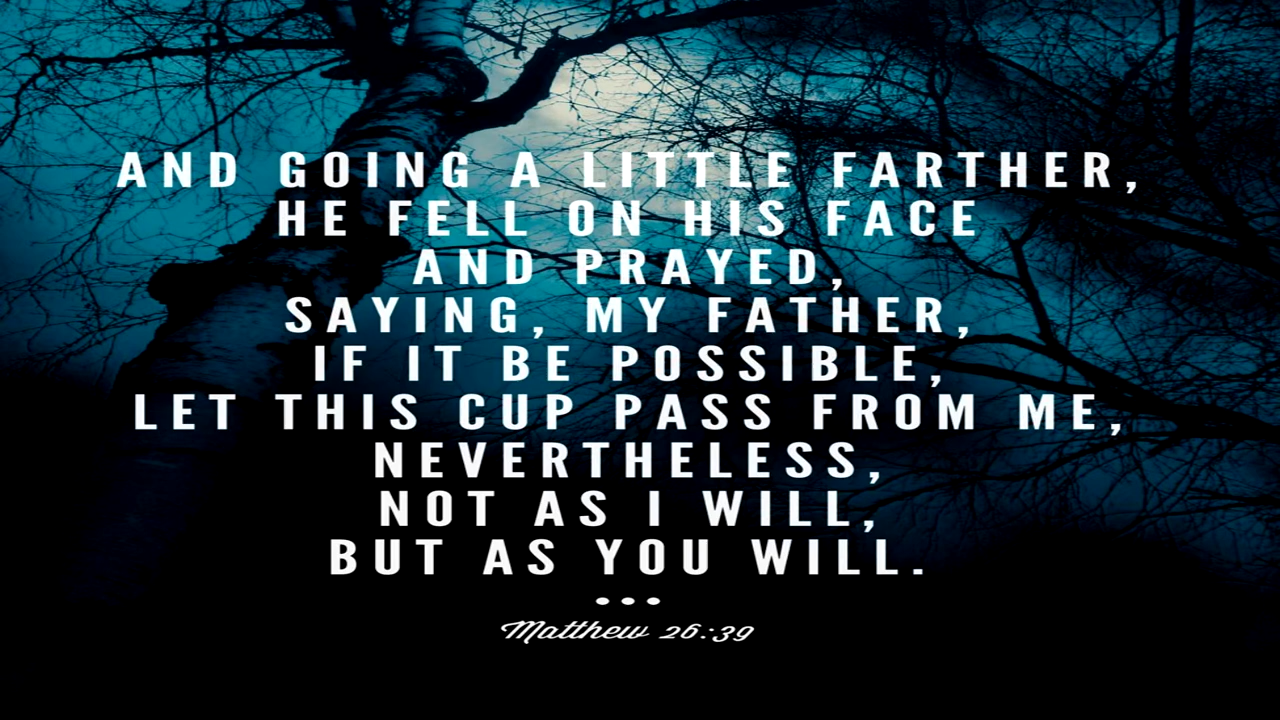 AND GOING A LITTLE FARTHER,
HE FELL ON HIS FACE
AND PRAYED,
SAYING, MY FATHER,
IF IT BE POSSIBLE,
LET THIS CUP PASS FROM ME,
NEVERTHELESS,
NOT AS I WILL,
BUT AS YOU WILL.
•••
Matthew 26:39